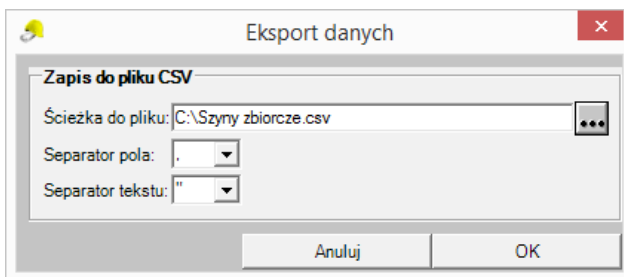 Eksport danych
Zapis do pliku CSV
Ścieżka do pliku: C:\Szyny zbiorcze.csv ...
Separator pola: ,
Separator tekstu: "
Anuluj OK